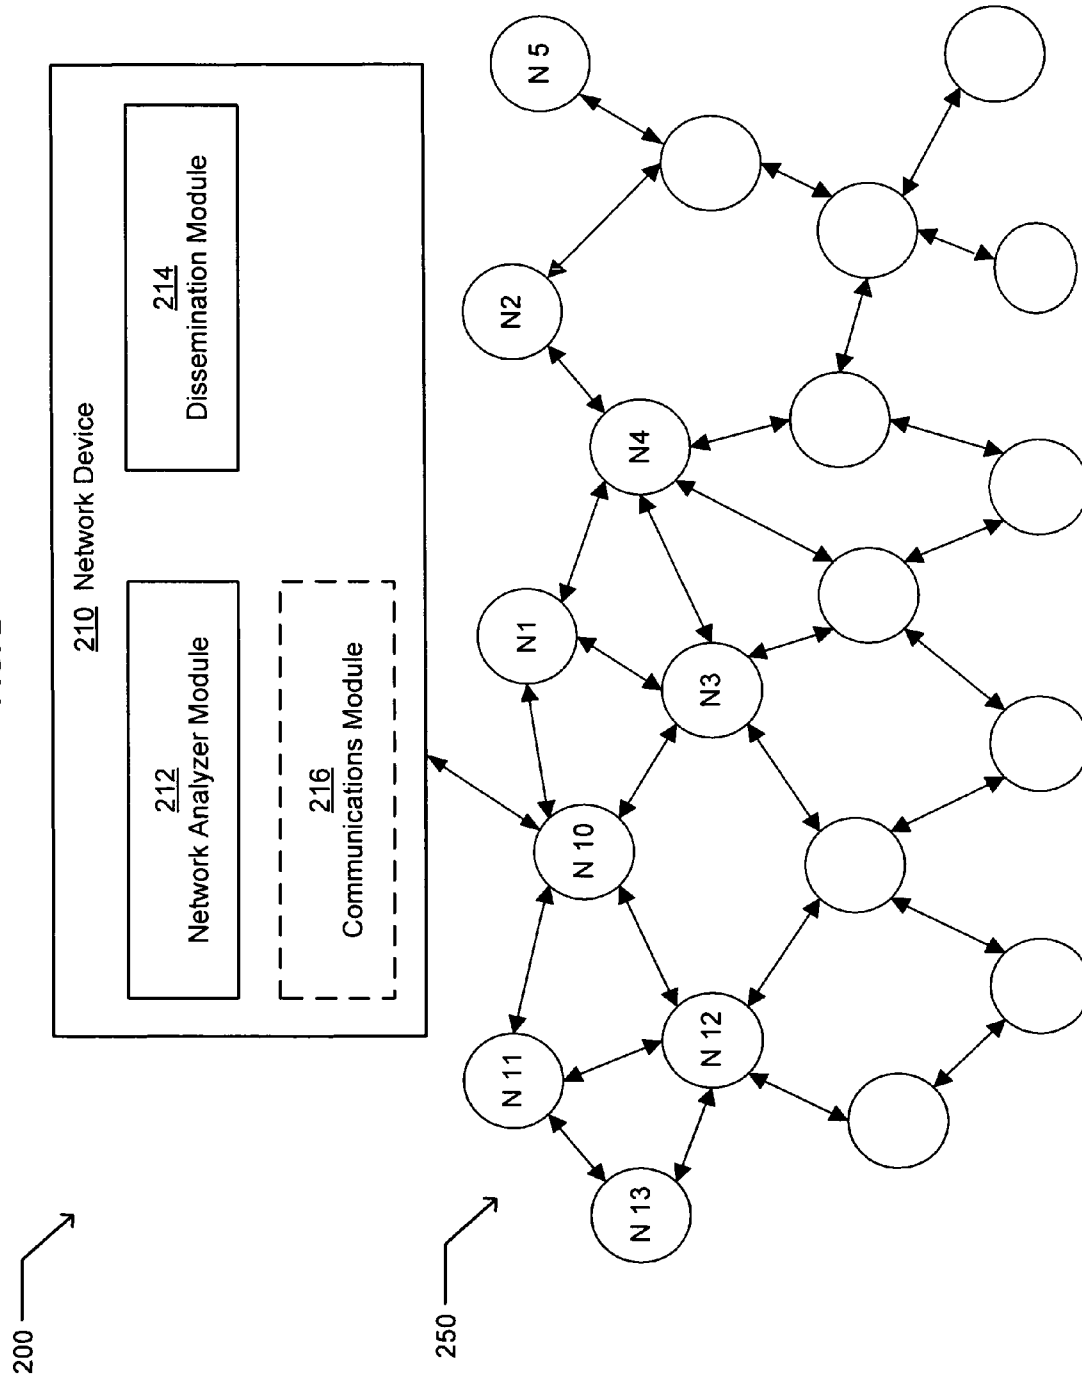 200
210 Network Device
212
Network Analyzer Module
214
Dissemination Module
216
Communications Module
250
N 13
N 11
N 12
N 10
N1
N3
N4
N2
N 5